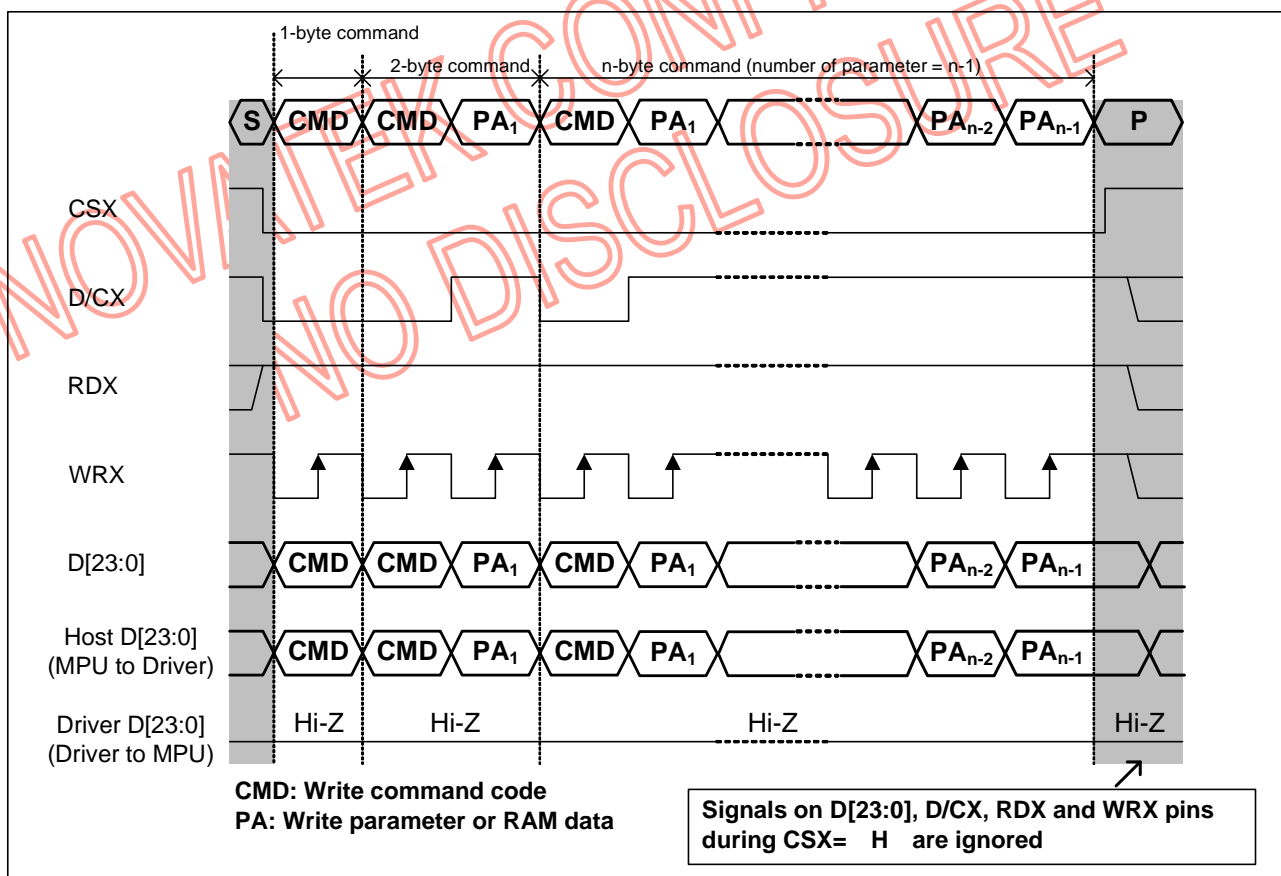 1-byte command
2-byte command
n-byte command (number of parameter = n-1)
S CMD CMD PA1 CMD PA1 PAn-2 PAn-1 P
CSX
D/CX
RDX
WRX
D[23:0] CMD CMD PA1 CMD PA1 PAn-2 PAn-1
Host D[23:0]
(MPU to Driver)
CMD CMD PA1 CMD PA1 PAn-2 PAn-1
Driver D[23:0]
(Driver to MPU)
Hi-Z Hi-Z Hi-Z Hi-Z
CMD: Write command code
PA: Write parameter or RAM data
Signals on D[23:0], D/CX, RDX and WRX pins
during CSX= H are ignored
NOVATEK
NO DISCLOSURE